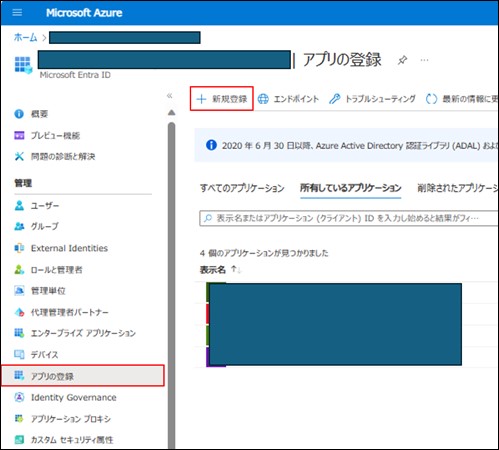 Microsoft Azure
ホーム >
| アプリの登録
Microsoft Entra ID
新規登録 エンドポイント トラブルシューティング 最新の情報に更
概要
プレビュー機能
問題の診断と解決
2020 年 6 月 30 日以降、Azure Active Directory 認証ライブラリ (ADAL) およ
管理
すべてのアプリケーション 所有しているアプリケーション 削除されたアプリケーシ
ユーザー
グループ
表示名またはアプリケーション (クライアント) ID を入力し始めると結果がフィ...
External Identities
ロールと管理者
4 個のアプリケーションが見つかりました
管理単位
表示名 ↑↓
代理管理者パートナー
エンタープライズ アプリケーション
デバイス
アプリの登録
Identity Governance
アプリケーション プロキシ
カスタム セキュリティ属性